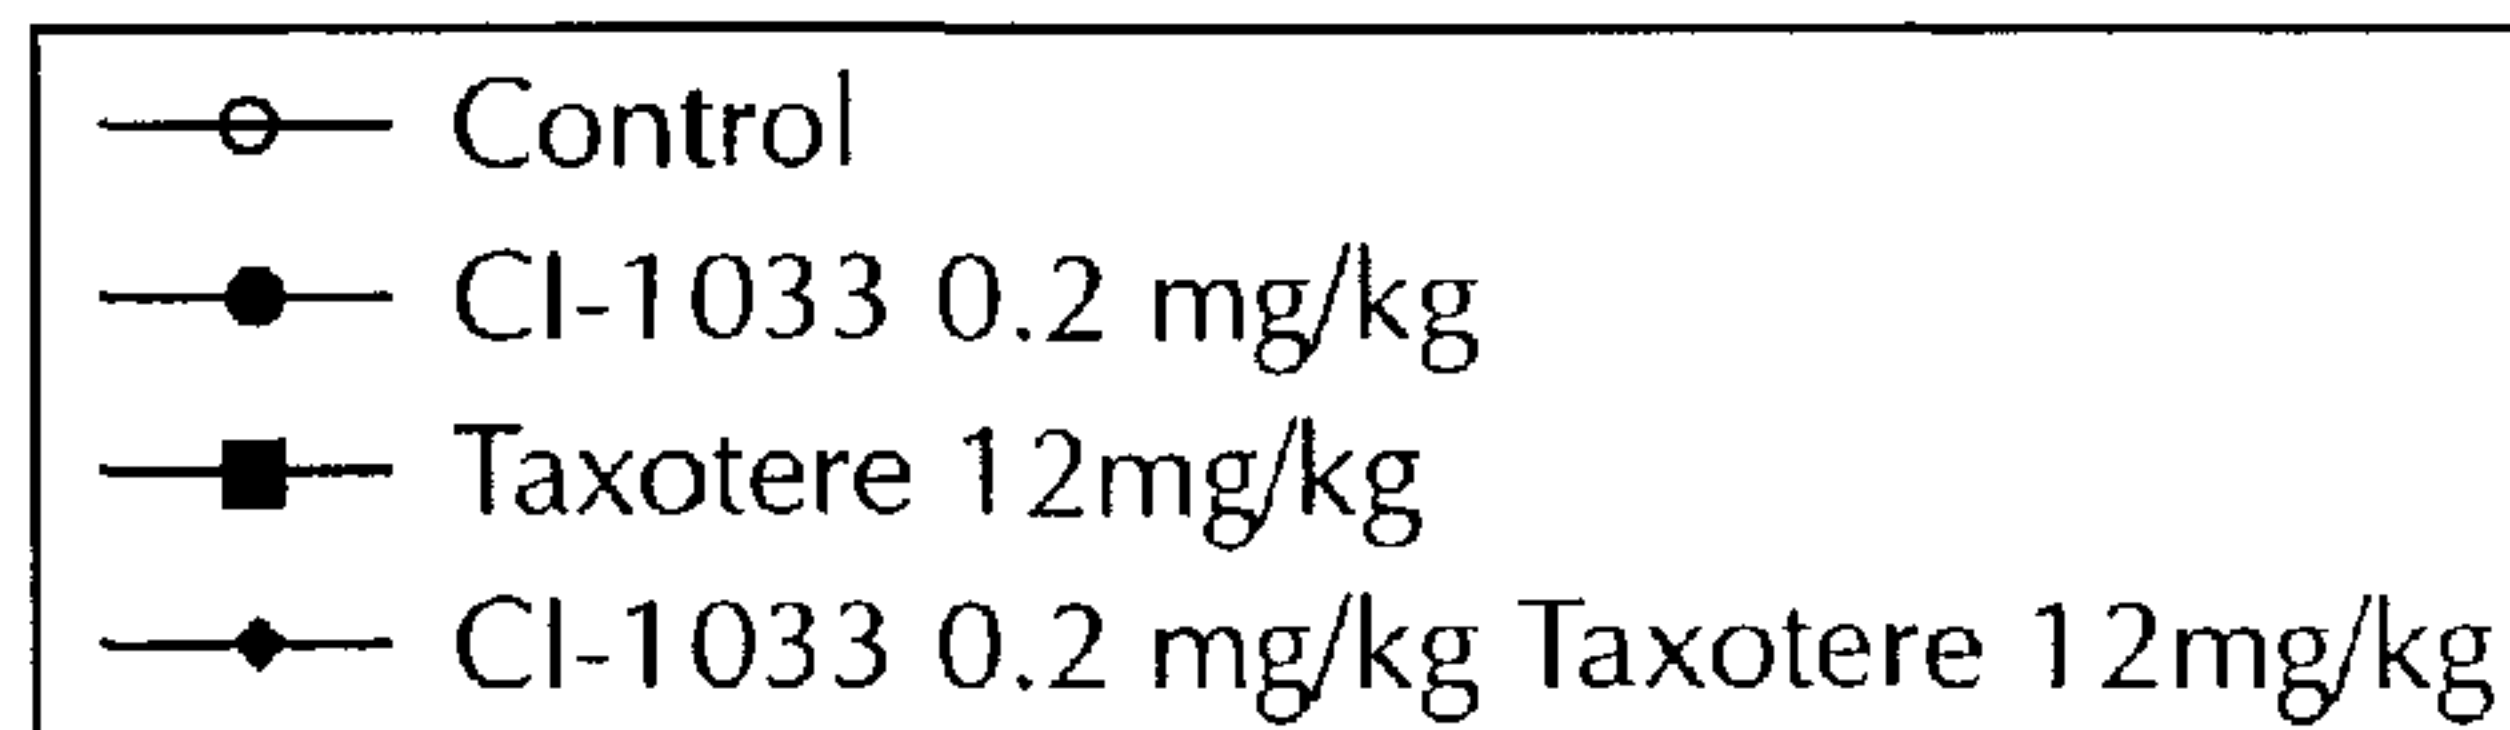 Control
CI-1033 0.2 mg/kg
Taxotere 12mg/kg
CI-1033 0.2 mg/kg Taxotere 12mg/kg